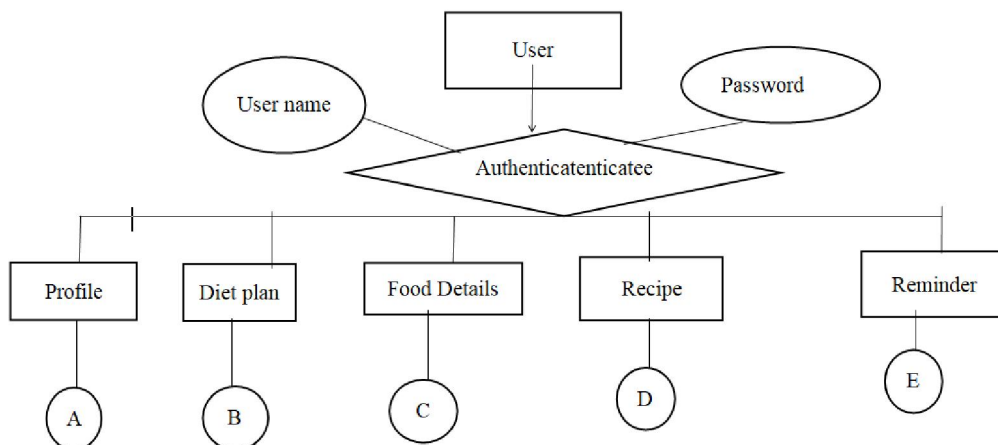 User
User name
Password
Authenticatenticatee
Profile
Diet plan
Food Details
Recipe
Reminder
A
B
C
D
E